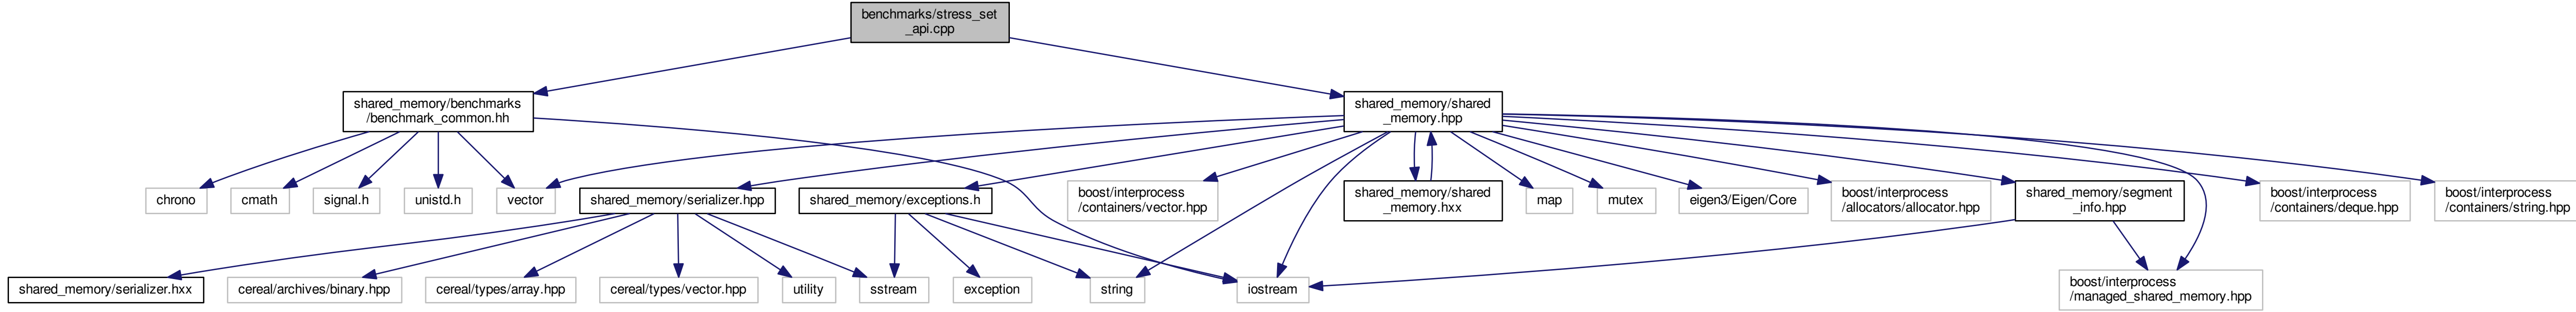 benchmarks/stress_set
_api.cpp
shared_memory/benchmarks
/benchmark_common.hh
shared_memory/shared
_memory.hpp
chrono
cmath
signal.h
unistd.h
vector
shared_memory/serializer.hpp
shared_memory/exceptions.h
boost/interprocess
/containers/vector.hpp
shared_memory/shared
_memory.hxx
map
mutex
eigen3/Eigen/Core
boost/interprocess
/allocators/allocator.hpp
shared_memory/segment
_info.hpp
boost/interprocess
/containers/deque.hpp
boost/interprocess
/containers/string.hpp
shared_memory/serializer.hxx
cereal/archives/binary.hpp
cereal/types/array.hpp
cereal/types/vector.hpp
utility
sstream
exception
string
iostream
boost/interprocess
/managed_shared_memory.hpp